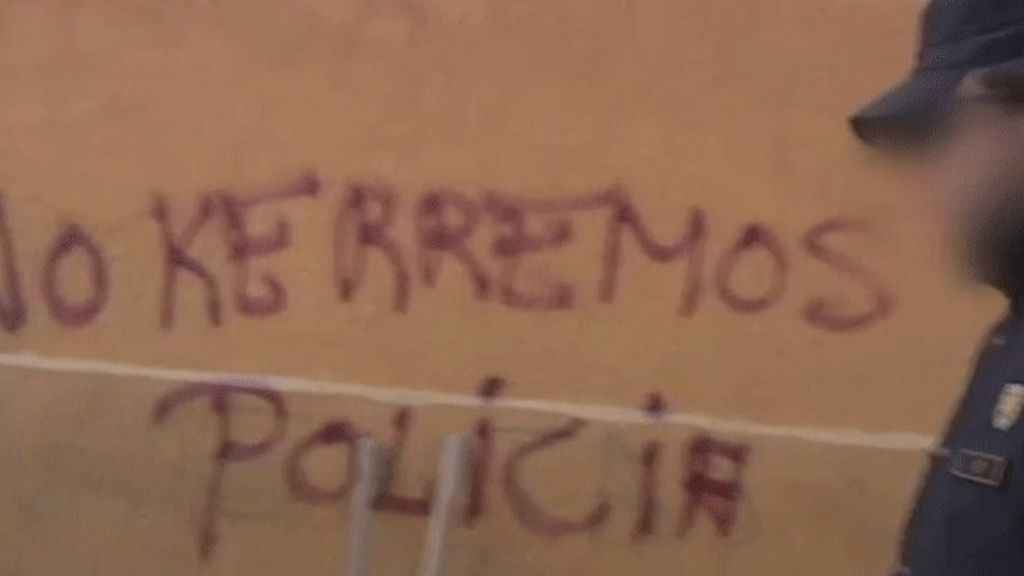 NO KERREMOS
POLiCiA